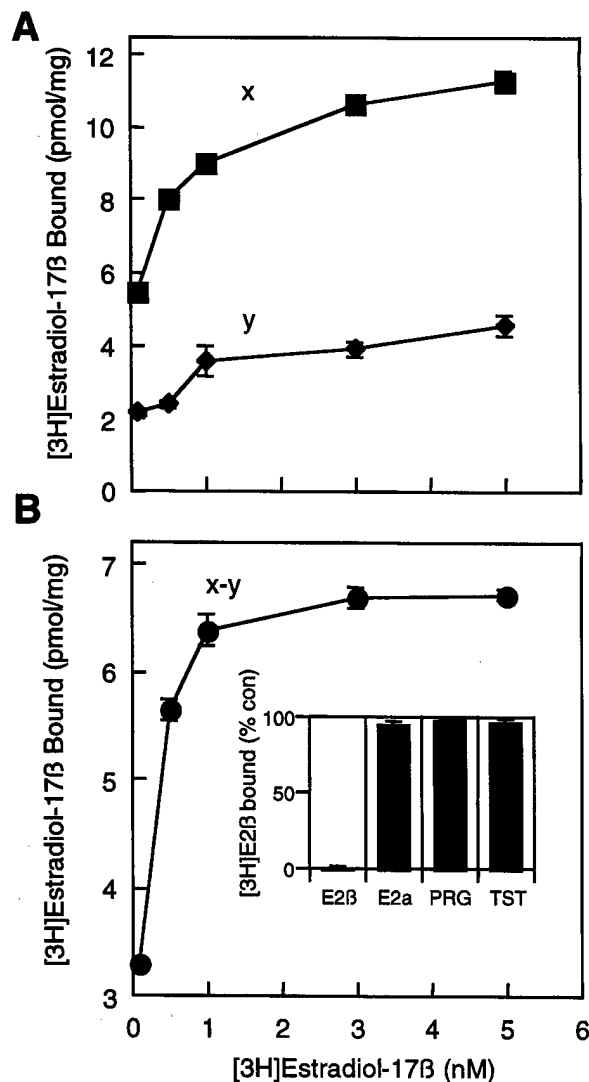 A
[3H]Estradiol-17ß Bound (pmol/mg)
12
10
8
6
4
2
0
x
y
B
[3H]Estradiol-17ß Bound (pmol/mg)
7
6
5
4
3
x-y
[3H]E2ß bound (% con)
100
50
0
E2ß E2a PRG TST
0 1 2 3 4 5 6
[3H]Estradiol-17ß (nM)